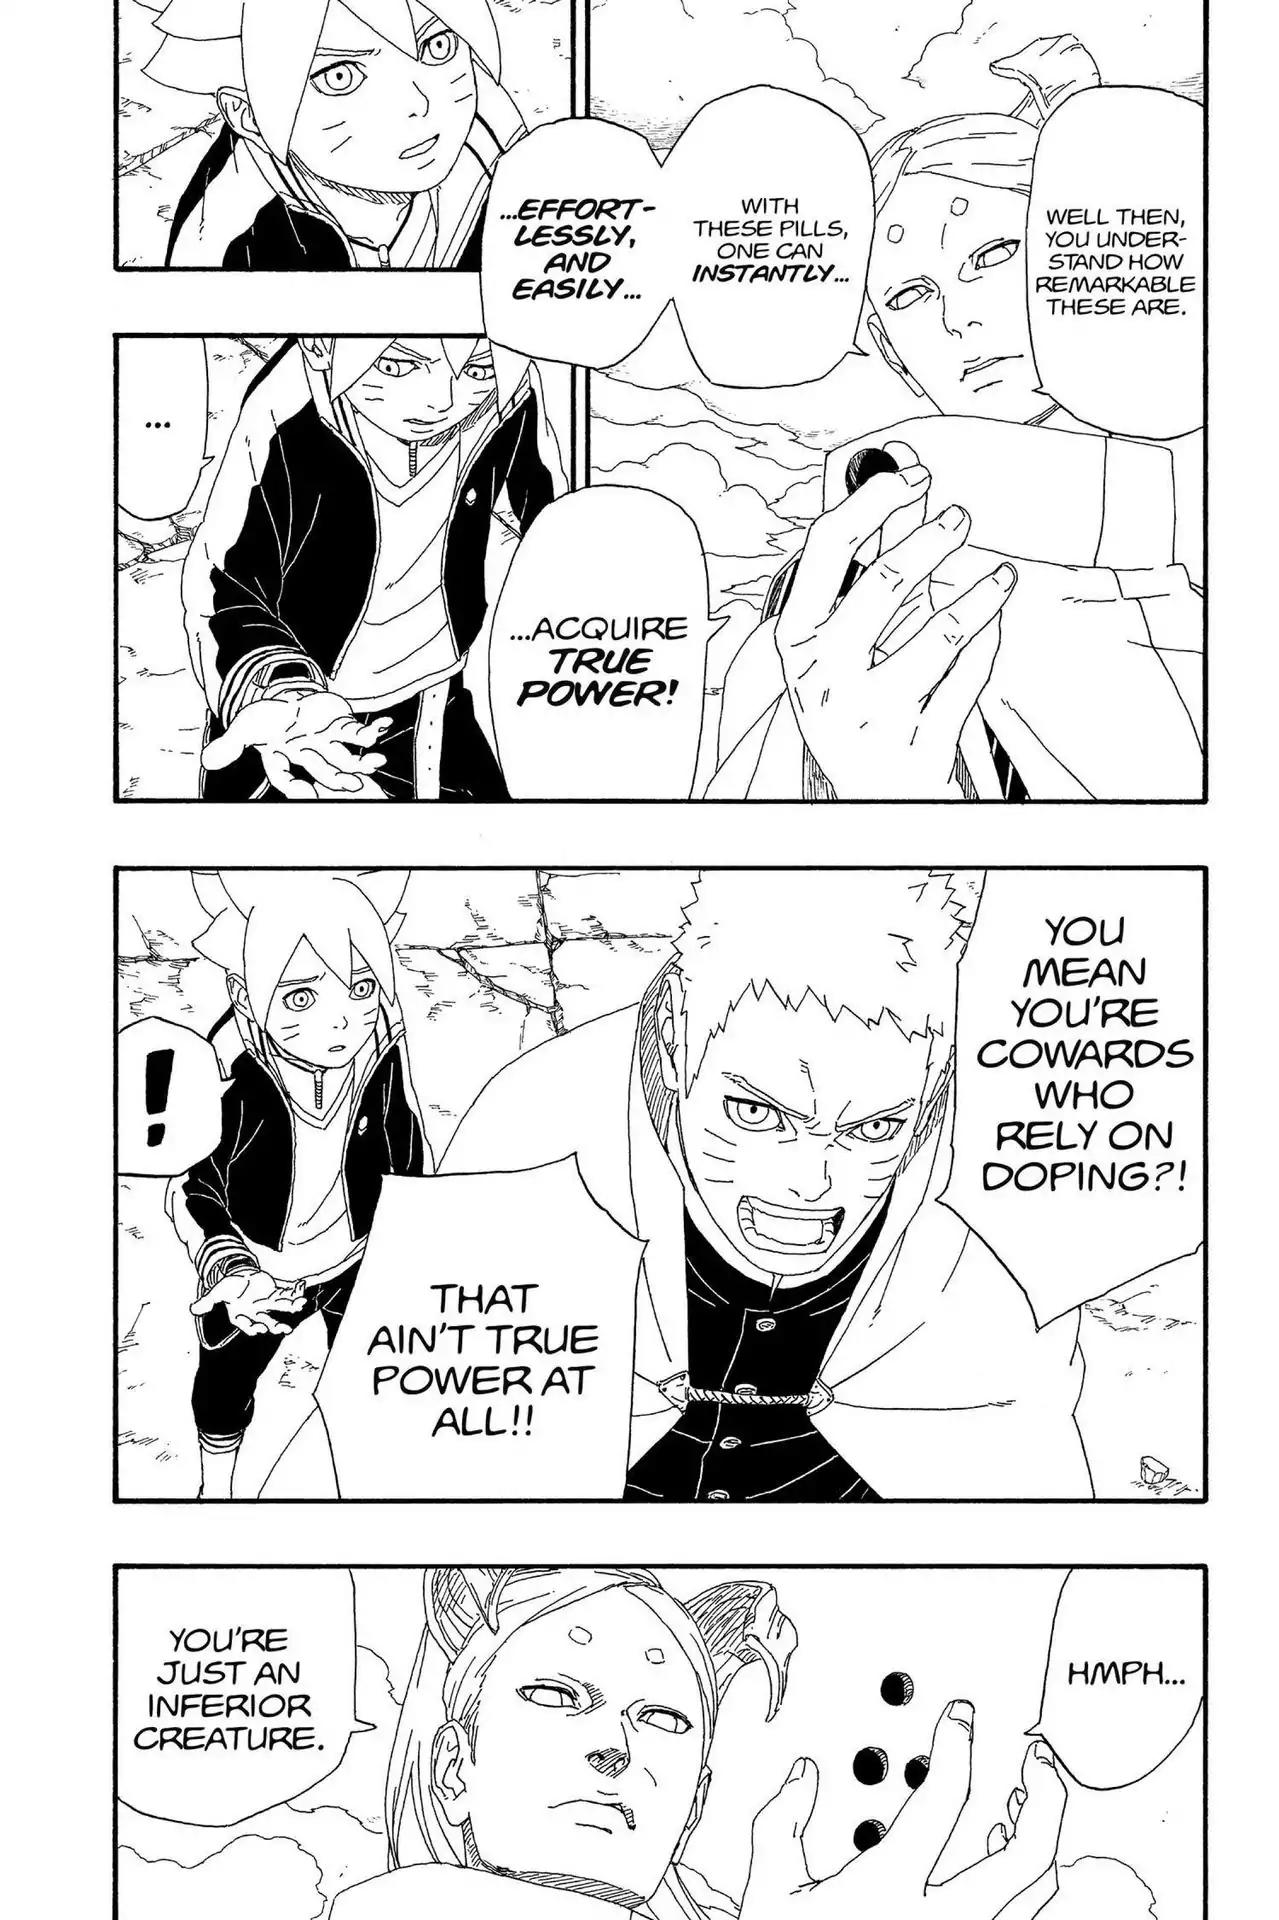 WELL THEN,
YOU UNDER-
STAND HOW
REMARKABLE
THESE ARE.
WITH
THESE PILLS,
ONE CAN
INSTANTLY...
...EFFORT-
LESSLY,
AND
EASILY...
...ACQUIRE
TRUE
POWER!
...
YOU
MEAN
YOU'RE
COWARDS
WHO
RELY ON
DOPING?!
THAT
AIN'T TRUE
POWER AT
ALL!!
!
HMPH...
YOU'RE
JUST AN
INFERIOR
CREATURE.